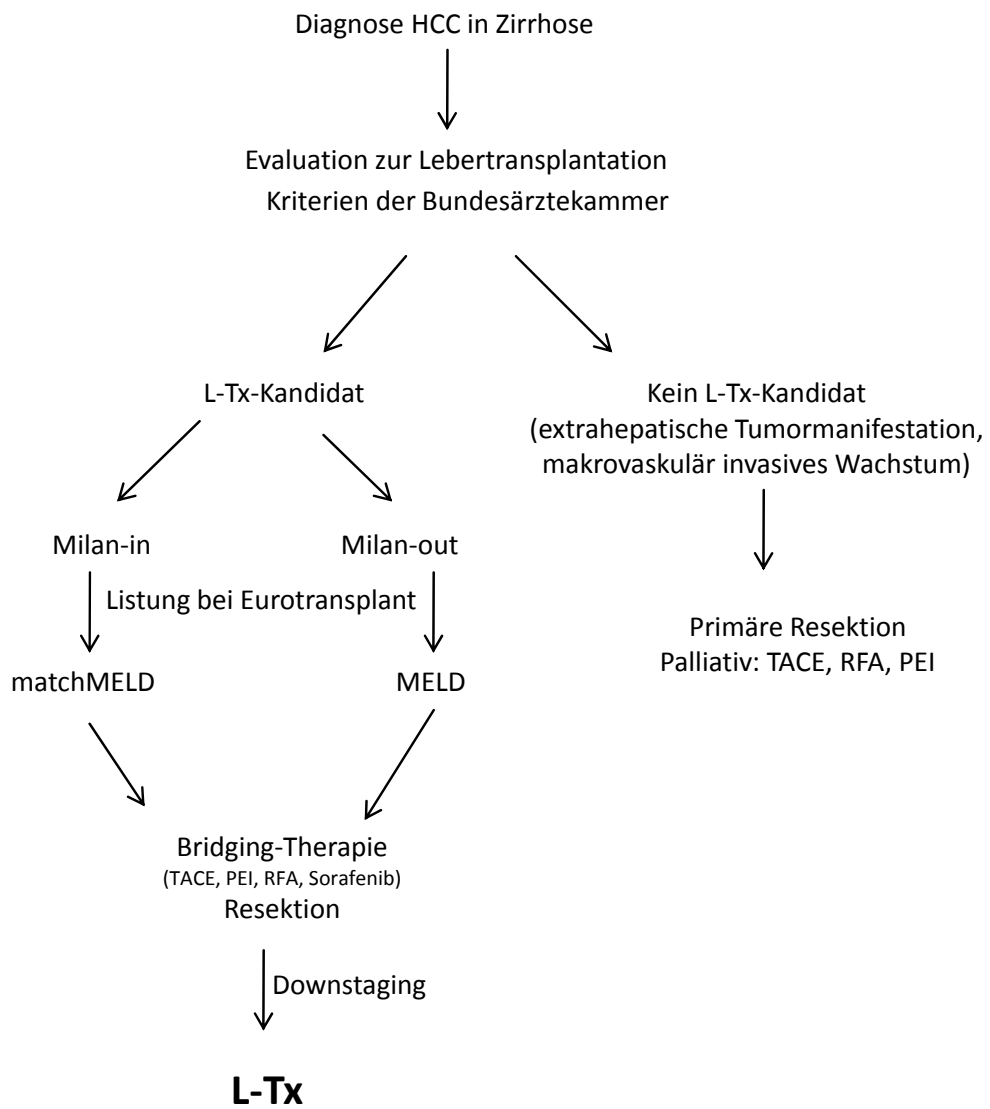 Diagnose HCC in Zirrhose
Evaluation zur Lebertransplantation
Kriterien der Bundesärztekammer
L-Tx-Kandidat
Kein L-Tx-Kandidat
(extrahepatische Tumormanifestation,
makrovaskulär invasives Wachstum)
Milan-in
Milan-out
Listung bei Eurotransplant
matchMELD
MELD
Primäre Resektion
Palliativ: TACE, RFA, PEI
Bridging-Therapie
(TACE, PEI, RFA, Sorafenib)
Resektion
Downstaging
L-Tx